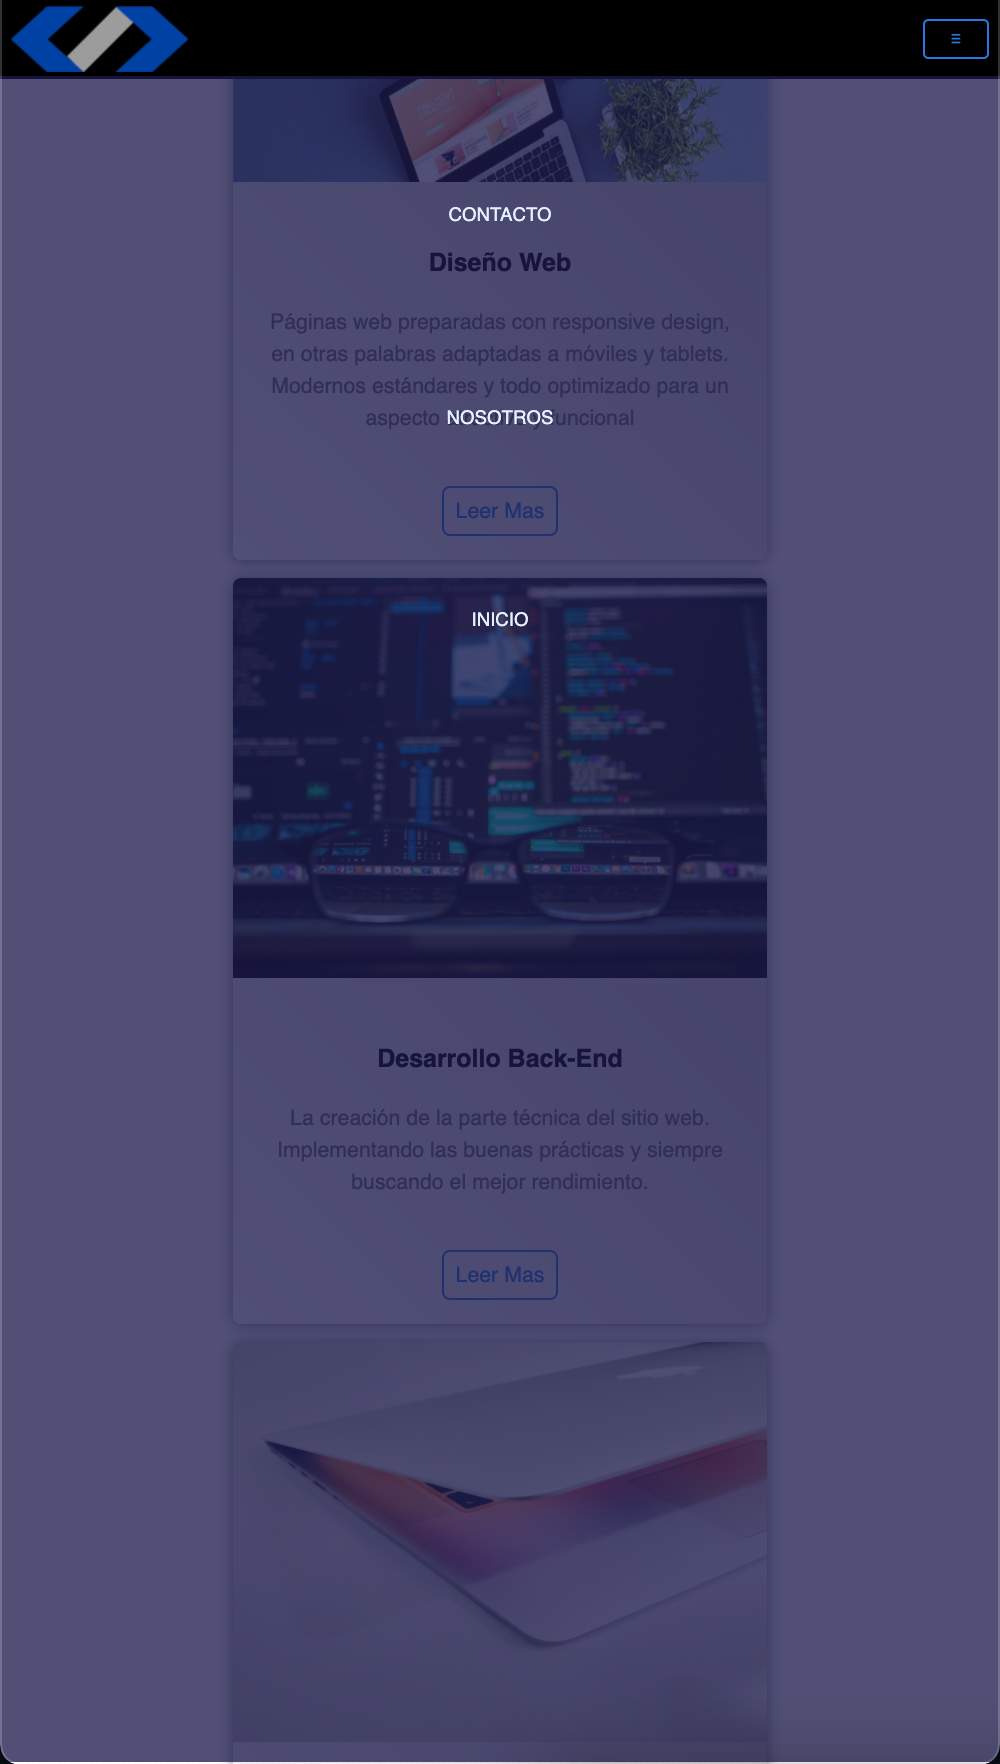 ☰
CONTACTO
Diseño Web
Páginas web preparadas con responsive design,
en otras palabras adaptadas a móviles y tablets.
Modernos estándares y todo optimizado para un
aspecto funcional
NOSOTROS
Leer Mas
INICIO
Desarrollo Back-End
La creación de la parte técnica del sitio web.
Implementando las buenas prácticas y siempre
buscando el mejor rendimiento.
Leer Mas